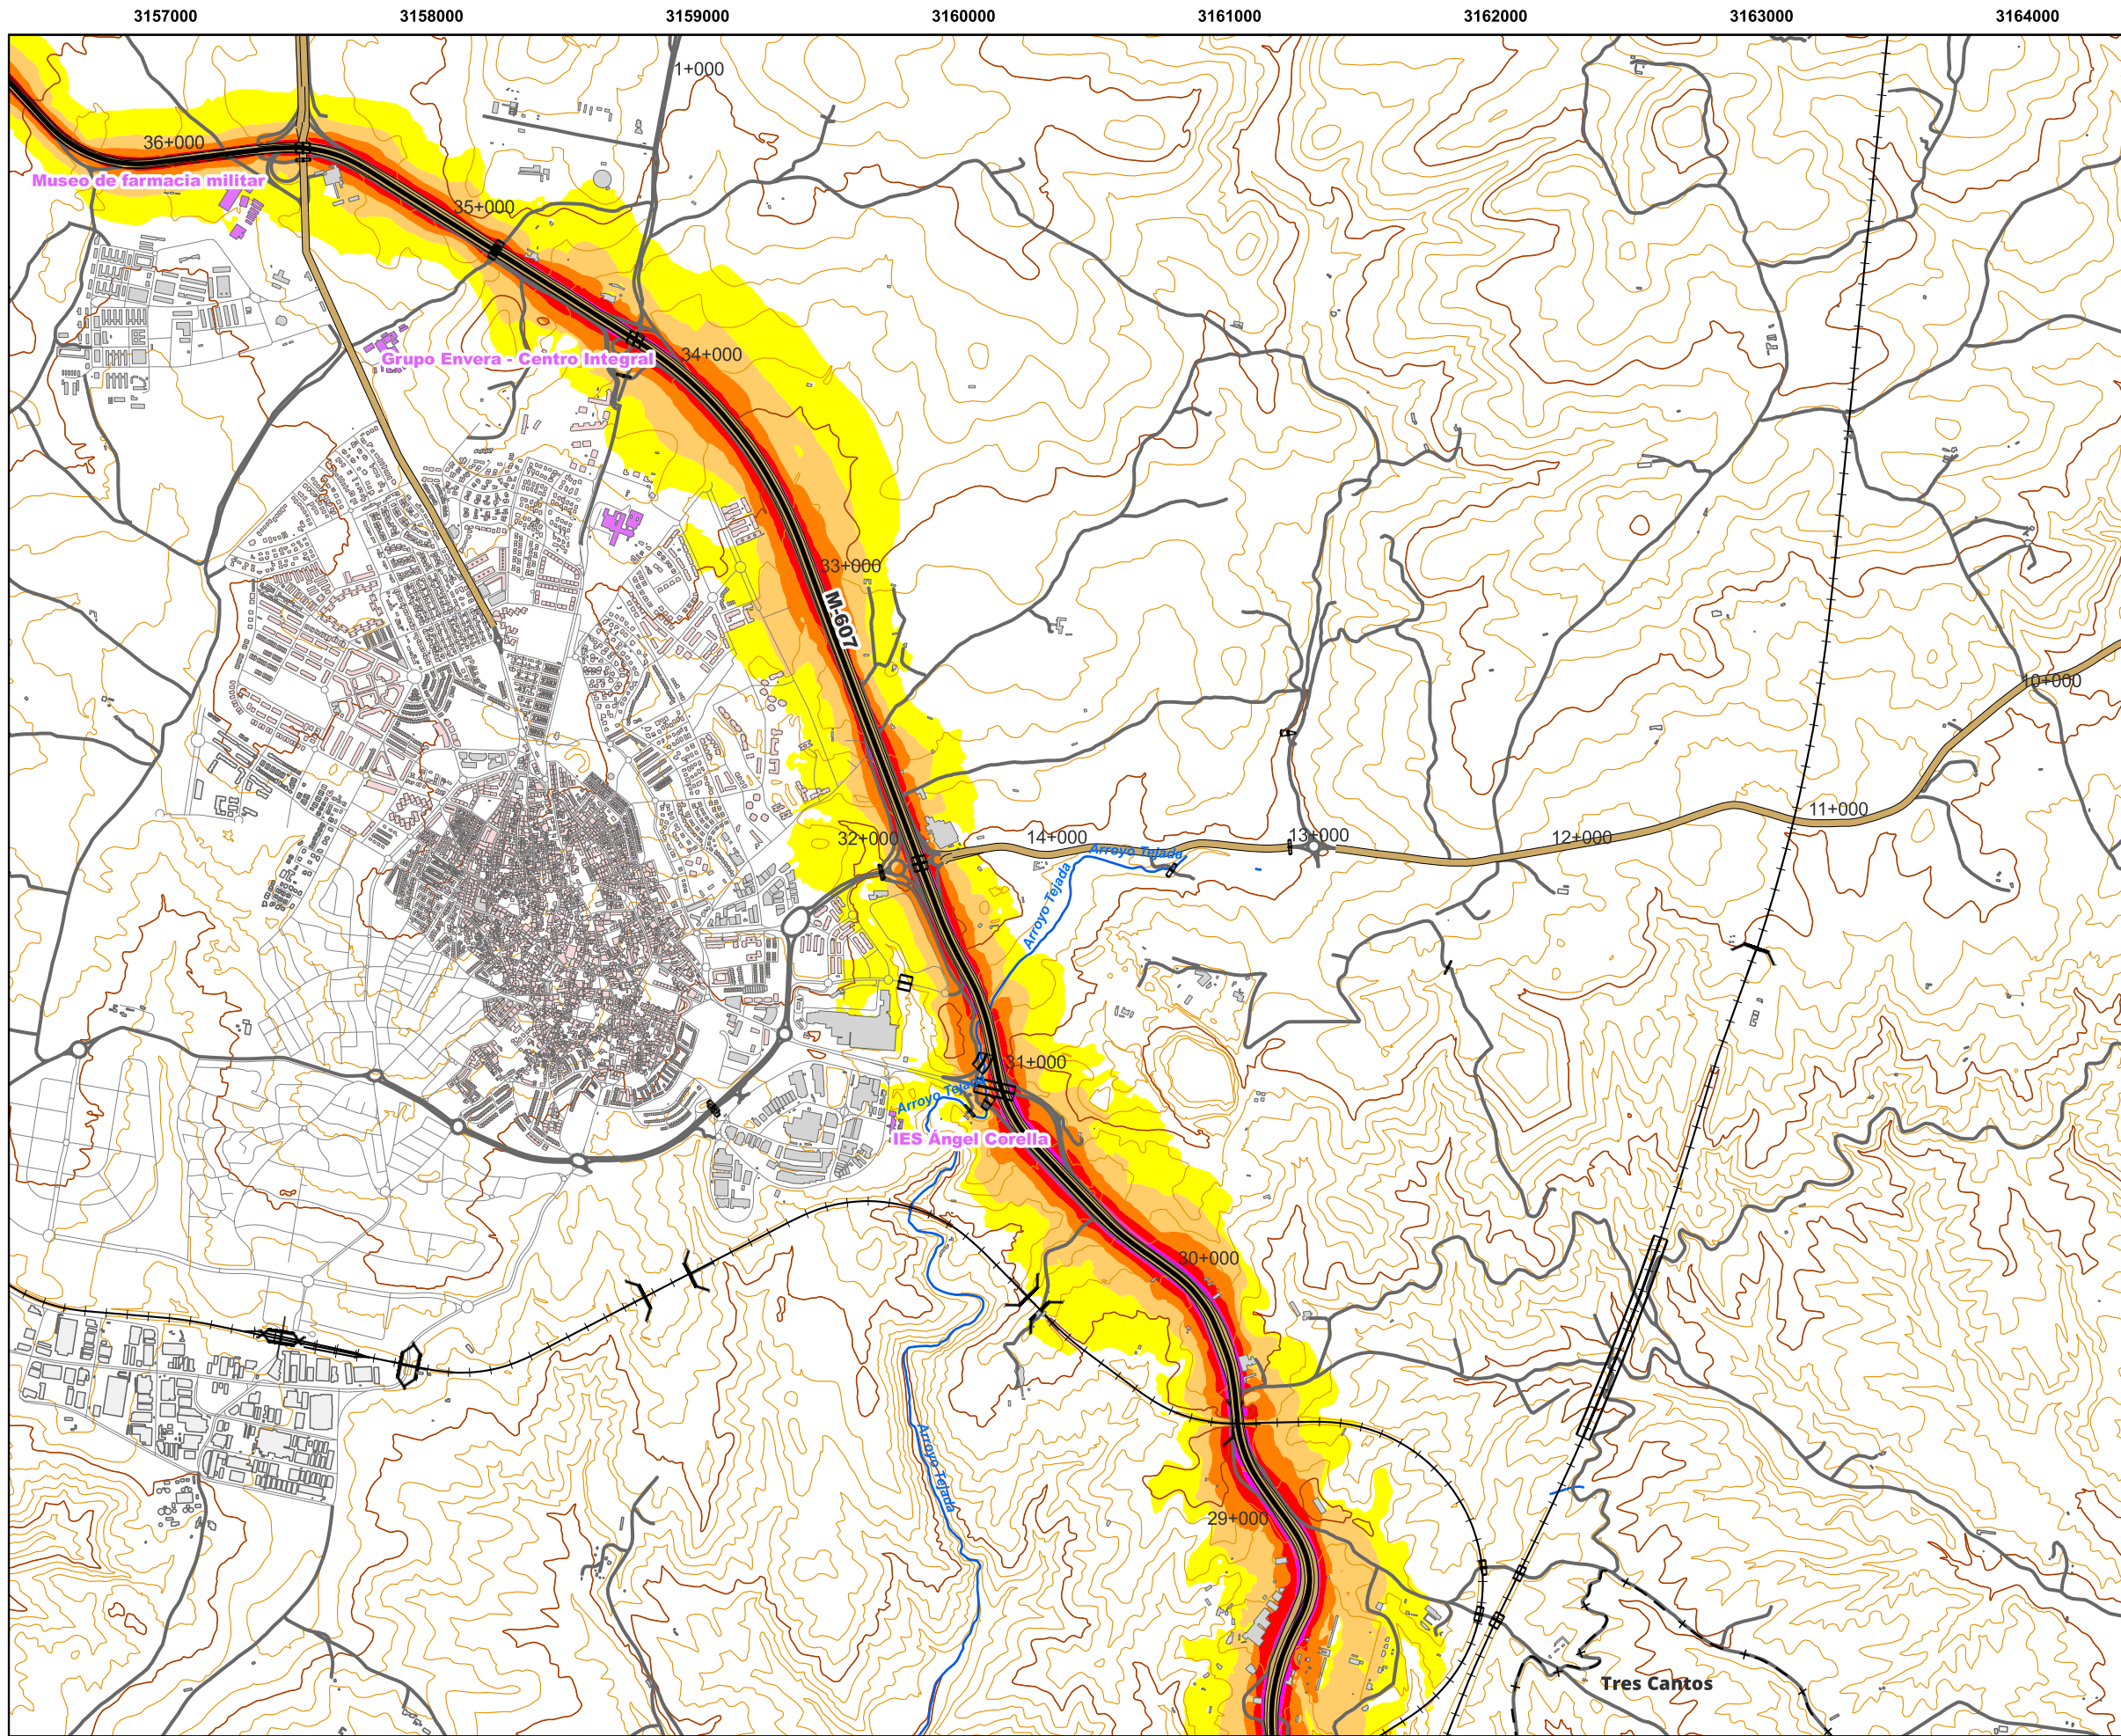 3157000 3158000 3159000 3160000 3161000 3162000 3163000 3164000
1+000
36+000
Museo de farmacia militar
35+000
34+000
Grupo Envera - Centro Integral
33+000
M-607
10+000
11+000
32+000
14+000
13+000
12+000
Arroyo Tejada
Arroyo Tejada
31+000
Arroyo Tejada
IES Ángel Corella
30+000
Arroyo Tejada
29+000
Tres Cantos